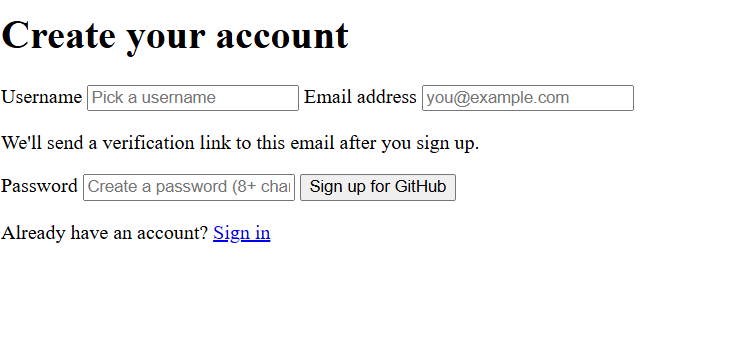 Create your account
Username Pick a username Email address you@example.com
We'll send a verification link to this email after you sign up.
Password Create a password (8+ char Sign up for GitHub
Already have an account? Sign in